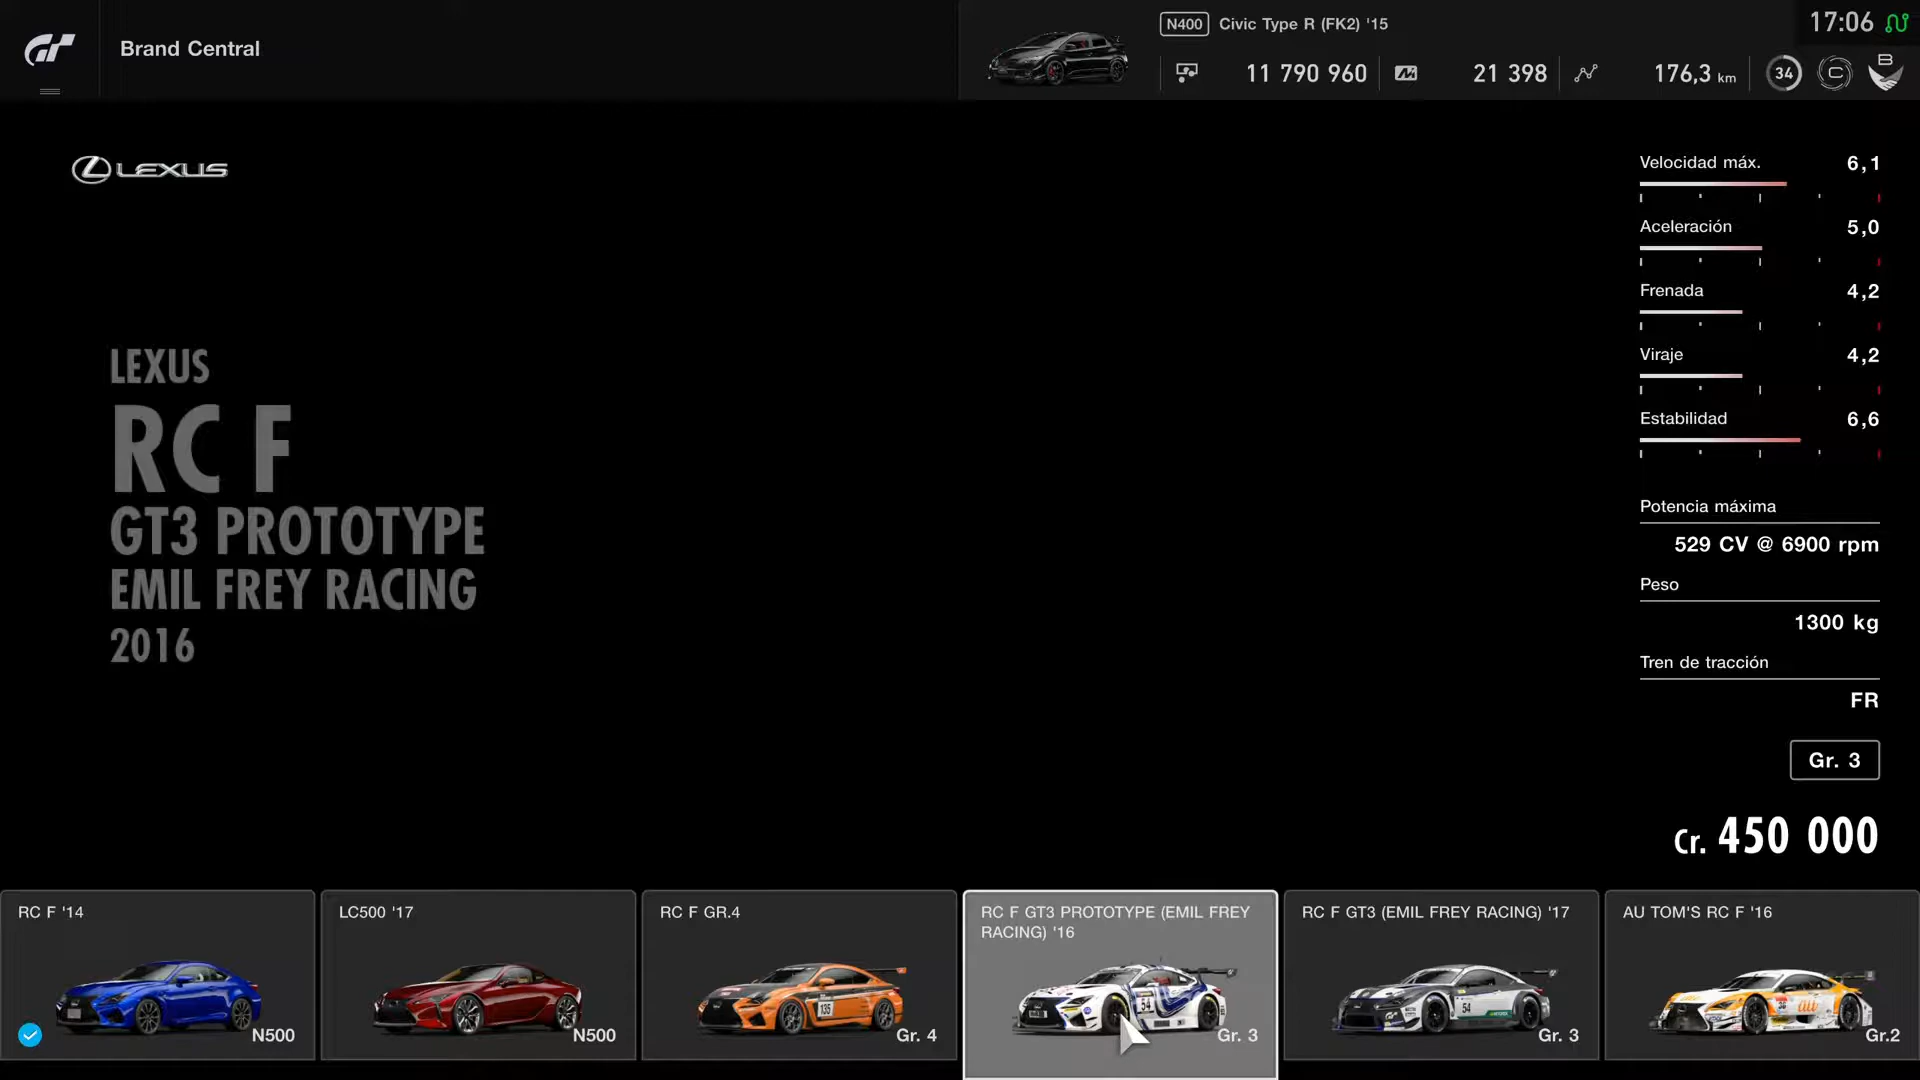 Brand Central
N400 Civic Type R (FK2) '15
11 790 960
21 398
176,3 km
34
C
B
17:06
LEXUS
LEXUS
RC F
GT3 PROTOTYPE
EMIL FREY RACING
2016
Velocidad máx. 6,1
Aceleración 5,0
Frenada 4,2
Viraje 4,2
Estabilidad 6,6
Potencia máxima
529 CV @ 6900 rpm
Peso
1300 kg
Tren de tracción
FR
Gr. 3
Cr. 450 000
RC F '14
N500
LC500 '17
N500
RC F GR.4
135
Gr. 4
RC F GT3 PROTOTYPE (EMIL FREY
RACING) '16
54
Gr. 3
RC F GT3 (EMIL FREY RACING) '17
54
Gr. 3
AU TOM'S RC F '16
au
36
Gr.2